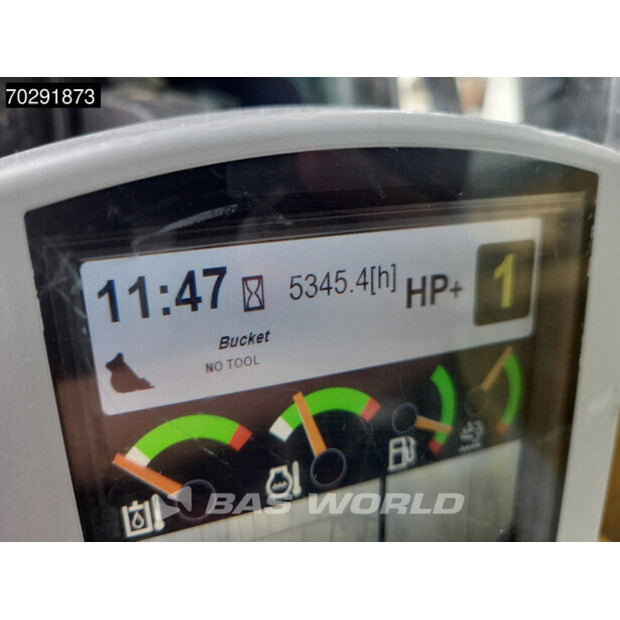 70291873
11:47 5345.4[h] HP+ 1
Bucket
NO TOOL
BAS WORLD